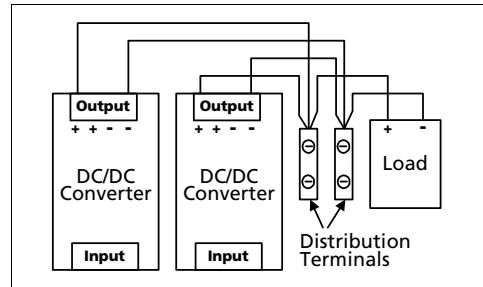 Output
+ + - -
DC/DC
Converter
Input
Output
+ + - -
DC/DC
Converter
Input
+ -
Load
Distribution
Terminals